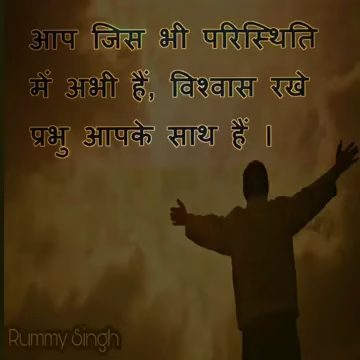 आप जिस भी परिस्थिति
में अभी हैं, विश्वास रखे
प्रभु आपके साथ हैं ।
Rummy Singh